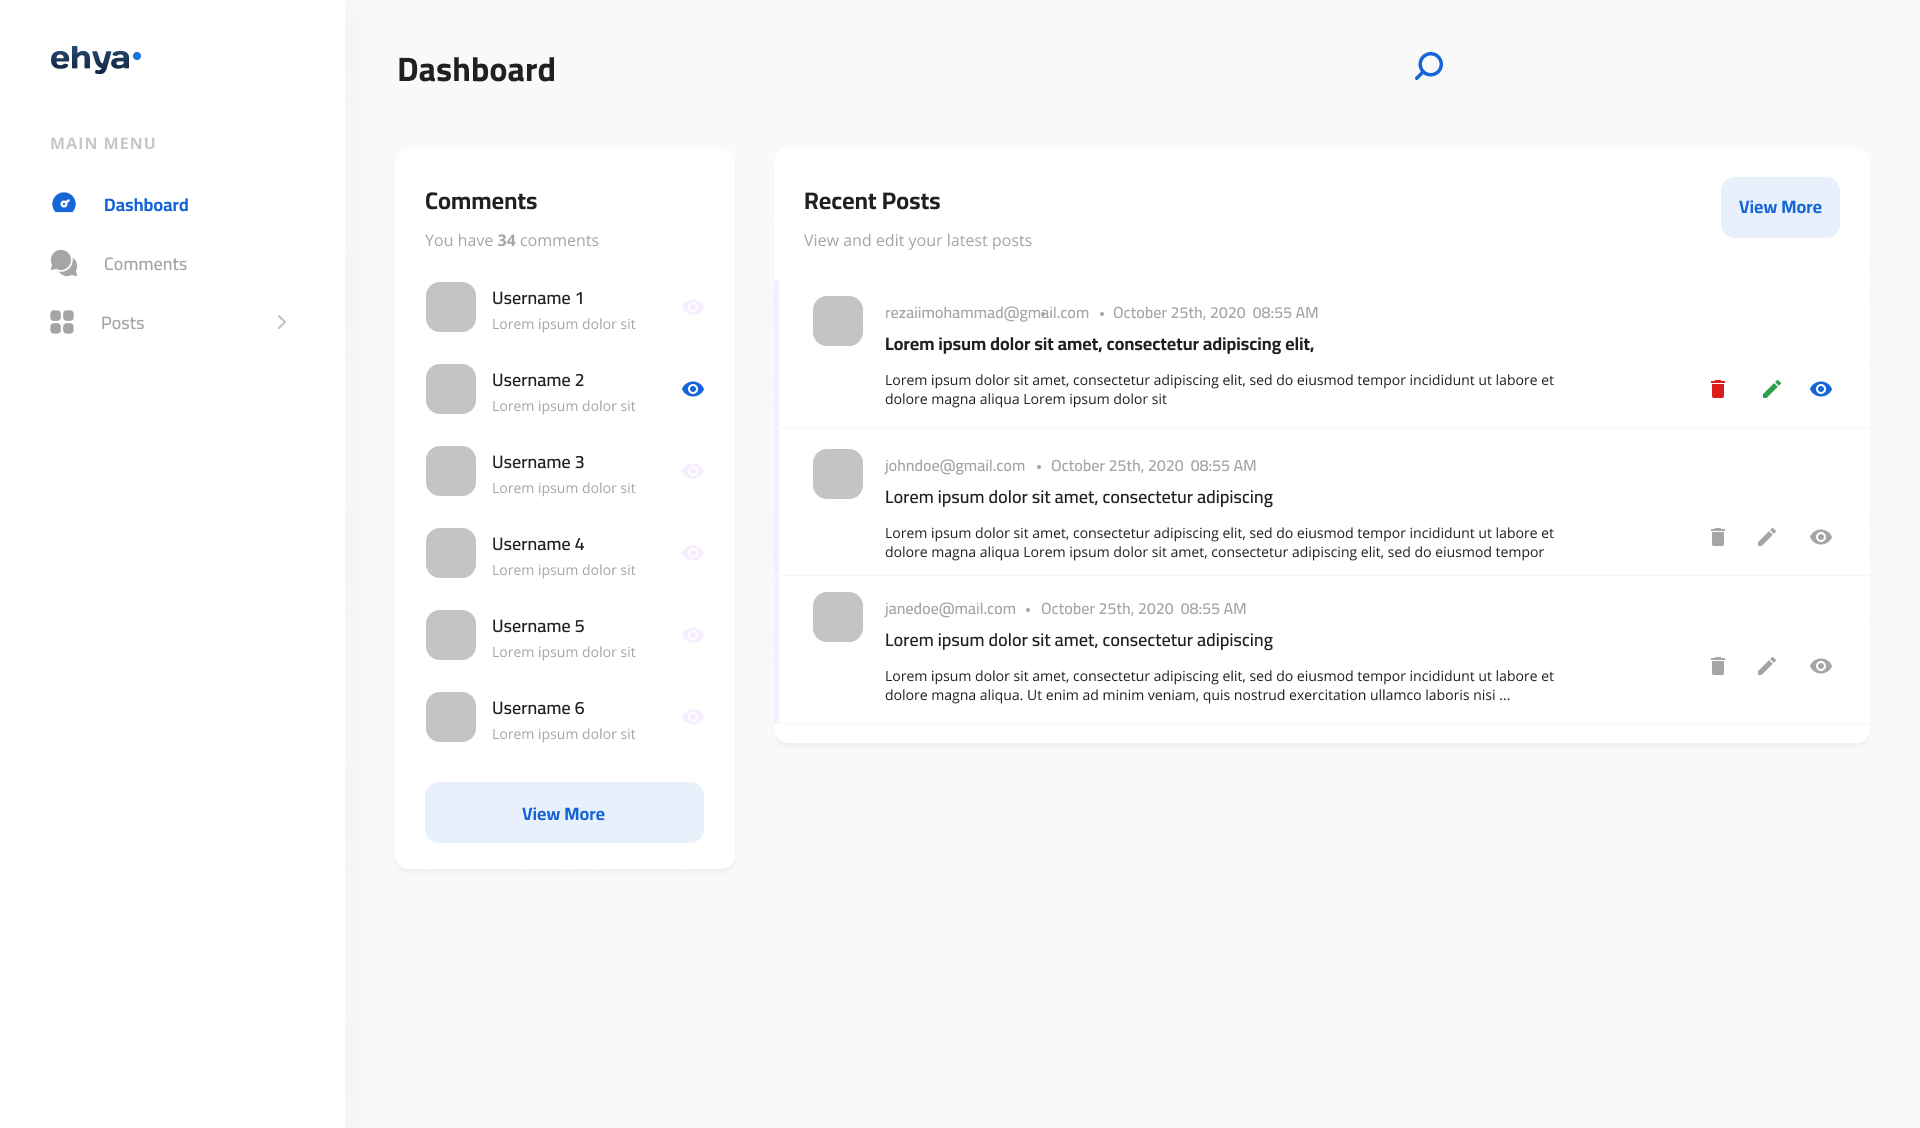 ehya
MAIN MENU
Dashboard
Comments
Posts
Dashboard
Comments
You have 34 comments
Username 1
Lorem ipsum dolor sit
Username 2
Lorem ipsum dolor sit
Username 3
Lorem ipsum dolor sit
Username 4
Lorem ipsum dolor sit
Username 5
Lorem ipsum dolor sit
Username 6
Lorem ipsum dolor sit
View More
Recent Posts
View and edit your latest posts
View More
rezaiimohammad@gmail.com • October 25th, 2020 08:55 AM
Lorem ipsum dolor sit amet, consectetur adipiscing elit,
Lorem ipsum dolor sit amet, consectetur adipiscing elit, sed do eiusmod tempor incididunt ut labore et
dolore magna aliqua Lorem ipsum dolor sit
johndoe@gmail.com • October 25th, 2020 08:55 AM
Lorem ipsum dolor sit amet, consectetur adipiscing
Lorem ipsum dolor sit amet, consectetur adipiscing elit, sed do eiusmod tempor incididunt ut labore et
dolore magna aliqua Lorem ipsum dolor sit amet, consectetur adipiscing elit, sed do eiusmod tempor
janedoe@mail.com • October 25th, 2020 08:55 AM
Lorem ipsum dolor sit amet, consectetur adipiscing
Lorem ipsum dolor sit amet, consectetur adipiscing elit, sed do eiusmod tempor incididunt ut labore et
dolore magna aliqua. Ut enim ad minim veniam, quis nostrud exercitation ullamco laboris nisi ...